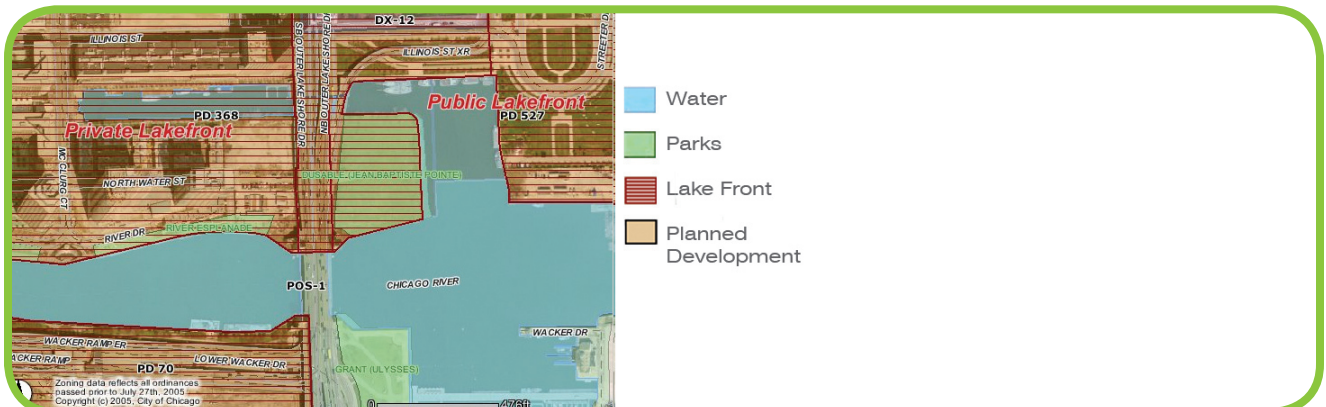 DX-12
ILLINOIS ST
SB OUTER LAKE SHORE DR
NB OUTER LAKE SHORE DR
ILLINOIS ST XR
STREETER D
Public Lakefront
PD 368
PD 527
Private Lakefront
MC CLURG CT
DUSABLE (JEAN BAPTISTE POINTE)
NORTH WATER ST
RIVER ESPLANADE
RIVER DR
POS-1
CHICAGO RIVER
WACKER DR
WACKER RAMP ER
ACKER RAMP
LOWER WACKER DR
PD 70
GRANT (ULYSSES)
Zoning data reflects all ordinances
passed prior to July 27th, 2005
Copyright (c) 2005, City of Chicago
0 476ft
Water
Parks
Lake Front
Planned
Development